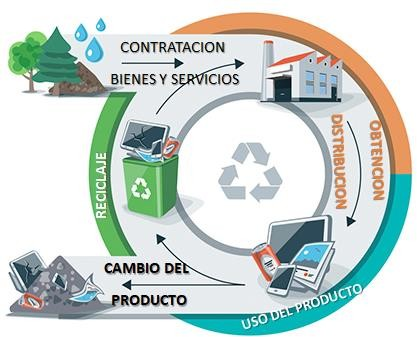 CONTRATACION
BIENES Y SERVICIOS
OBTENCION
DISTRIBUCION
USO DEL PRODUCTO
CAMBIO DEL
PRODUCTO
RECICLAJE